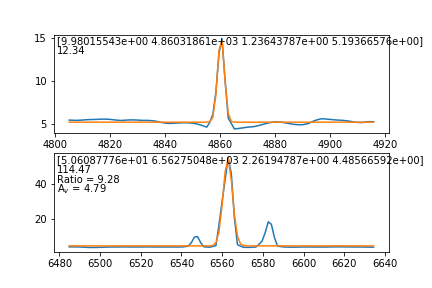 [9.98015543e+00 4.86031861e+03 1.23643787e+00 5.19366576e+00]
12.34
15
10
5
4800 4820 4840 4860 4880 4900 4920
[5.06087776e+01 6.56275048e+03 2.26194787e+00 4.48566592e+00]
114.47
Ratio = 9.28
Av = 4.79
40
20
6480 6500 6520 6540 6560 6580 6600 6620 6640